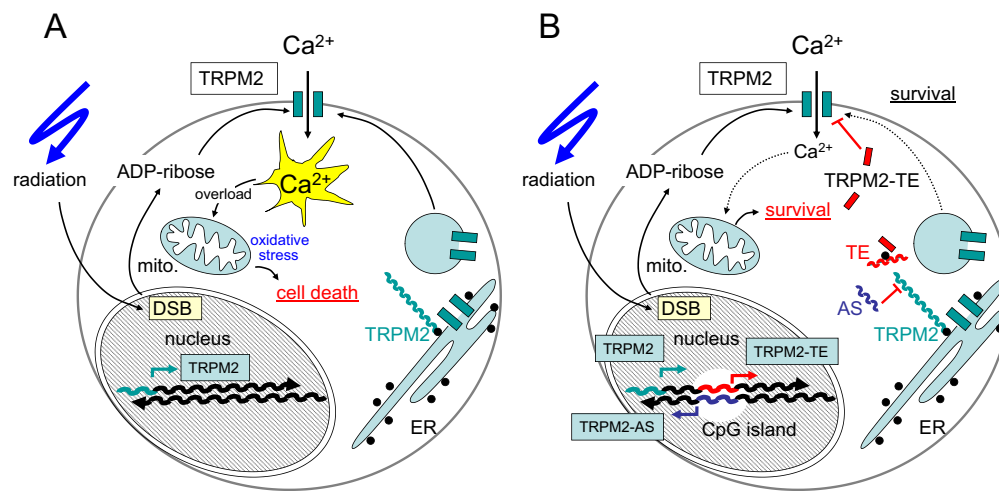 A
Ca²⁺
TRPM2
radiation
ADP-ribose
overload
Ca²⁺
mito.
oxidative
stress
cell death
DSB
nucleus
TRPM2
TRPM2
ER
B
Ca²⁺
TRPM2
survival
radiation
ADP-ribose
Ca²⁺
TRPM2-TE
survival
mito.
TE
AS
DSB
nucleus
TRPM2
TRPM2
TRPM2-TE
TRPM2-AS
CpG island
ER